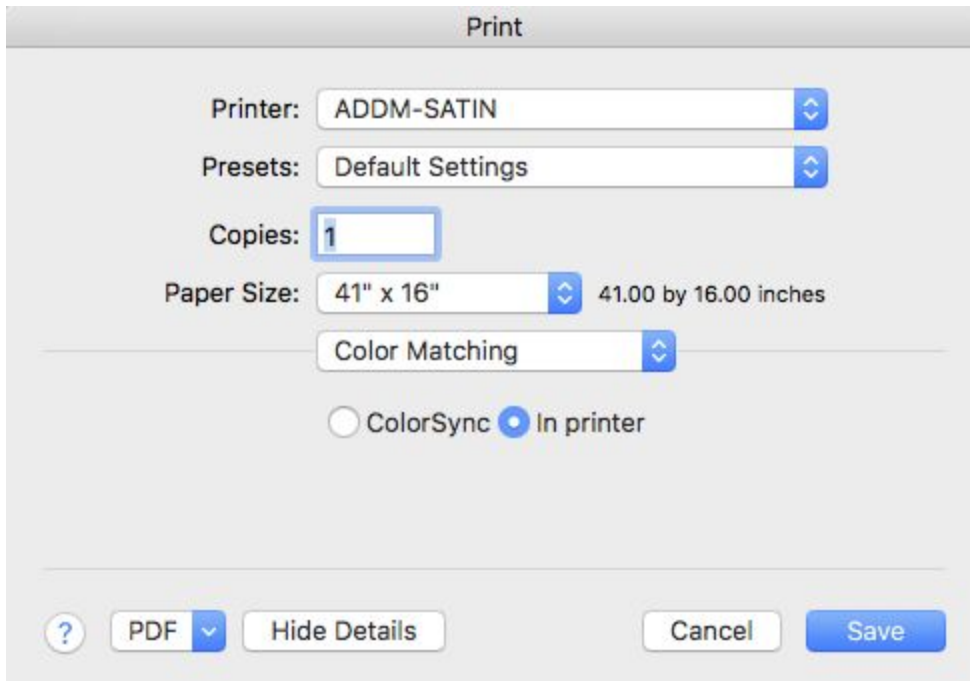 Print
Printer: ADDM-SATIN
Presets: Default Settings
Copies: 1
Paper Size: 41" x 16" 41.00 by 16.00 inches
Color Matching
ColorSync In printer
? PDF Hide Details Cancel Save